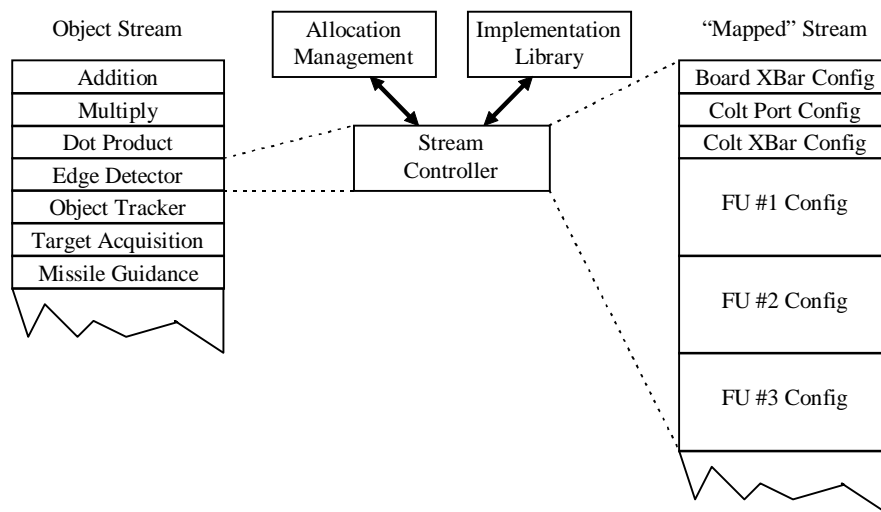 Object Stream
Addition
Multiply
Dot Product
Edge Detector
Object Tracker
Target Acquisition
Missile Guidance
Allocation
Management
Implementation
Library
Stream
Controller
“Mapped” Stream
Board XBar Config
Colt Port Config
Colt XBar Config
FU #1 Config
FU #2 Config
FU #3 Config